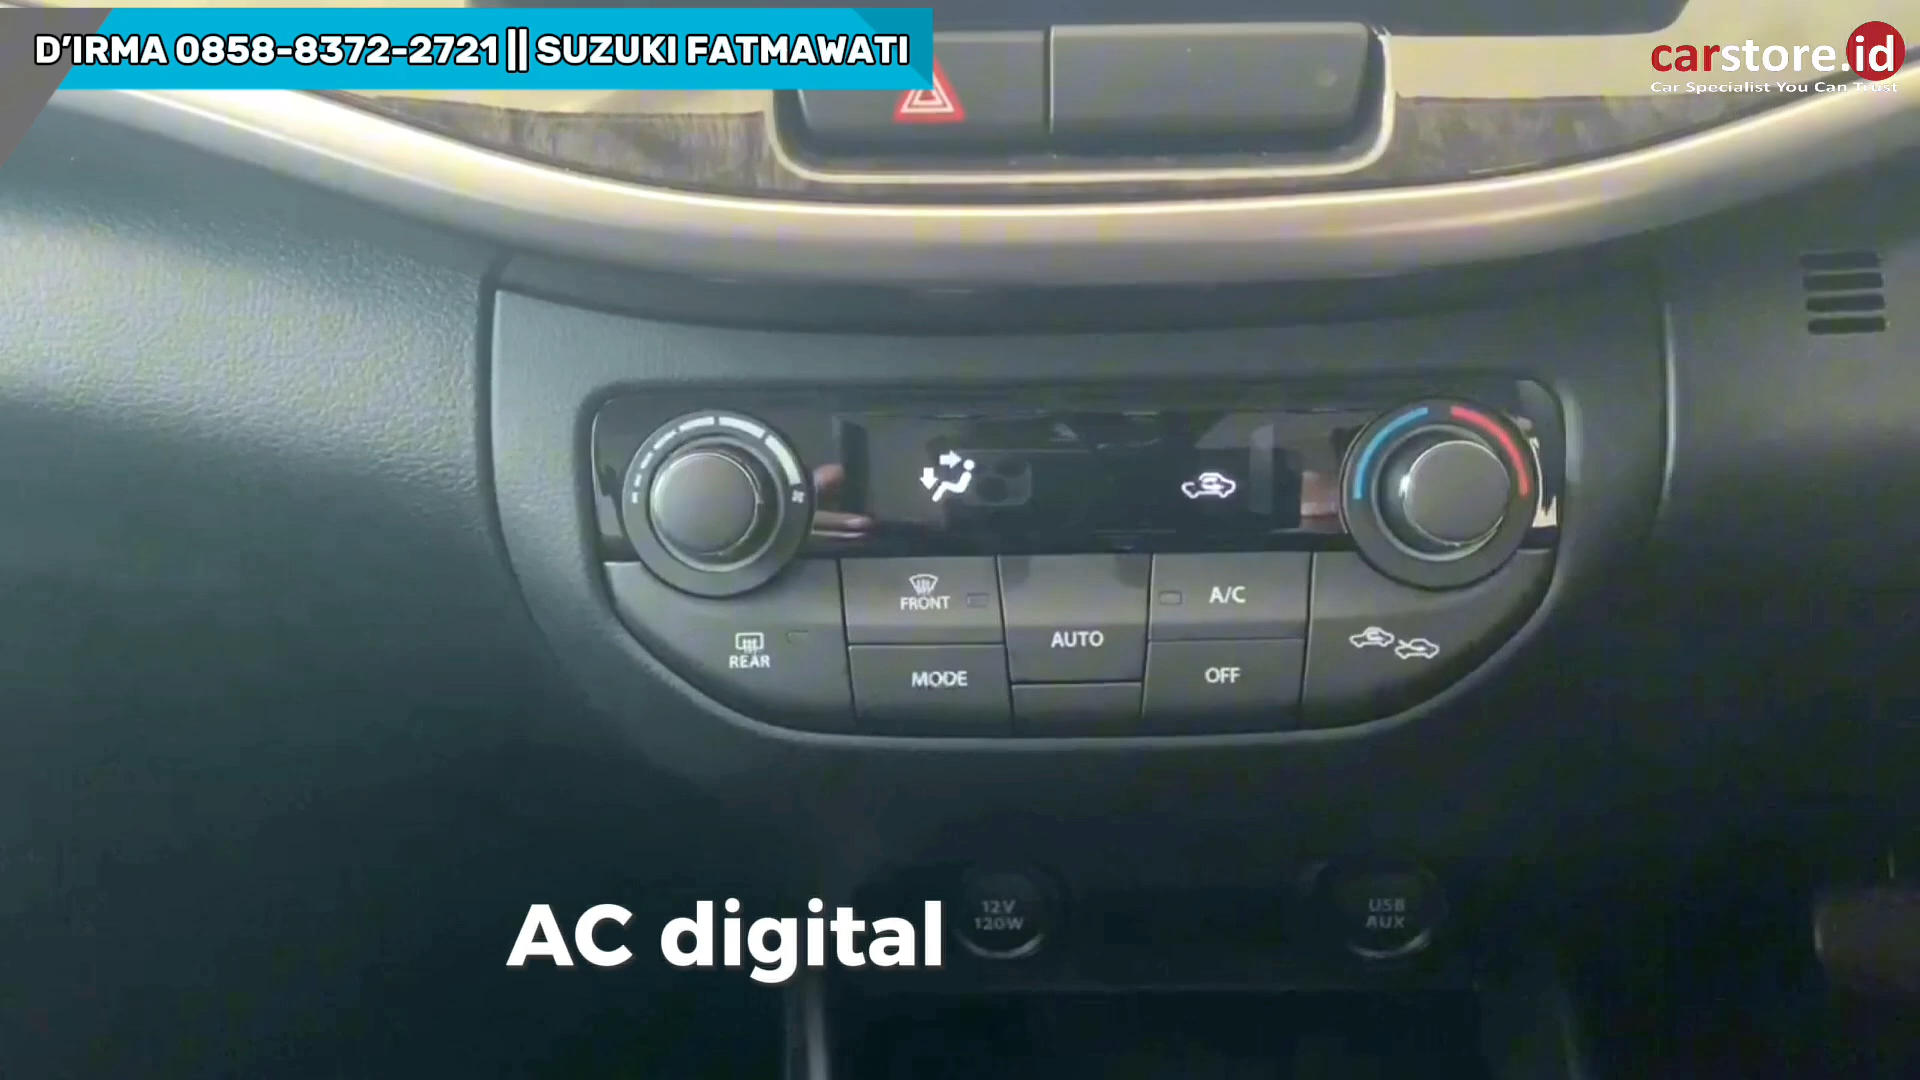 D'IRMA 0858-8372-2721 || SUZUKI FATMAWATI
carstore.id
Car Specialist You Can Trust
FRONT
A/C
AUTO
REAR
MODE
OFF
12V
120W
USB
AUX
AC digital